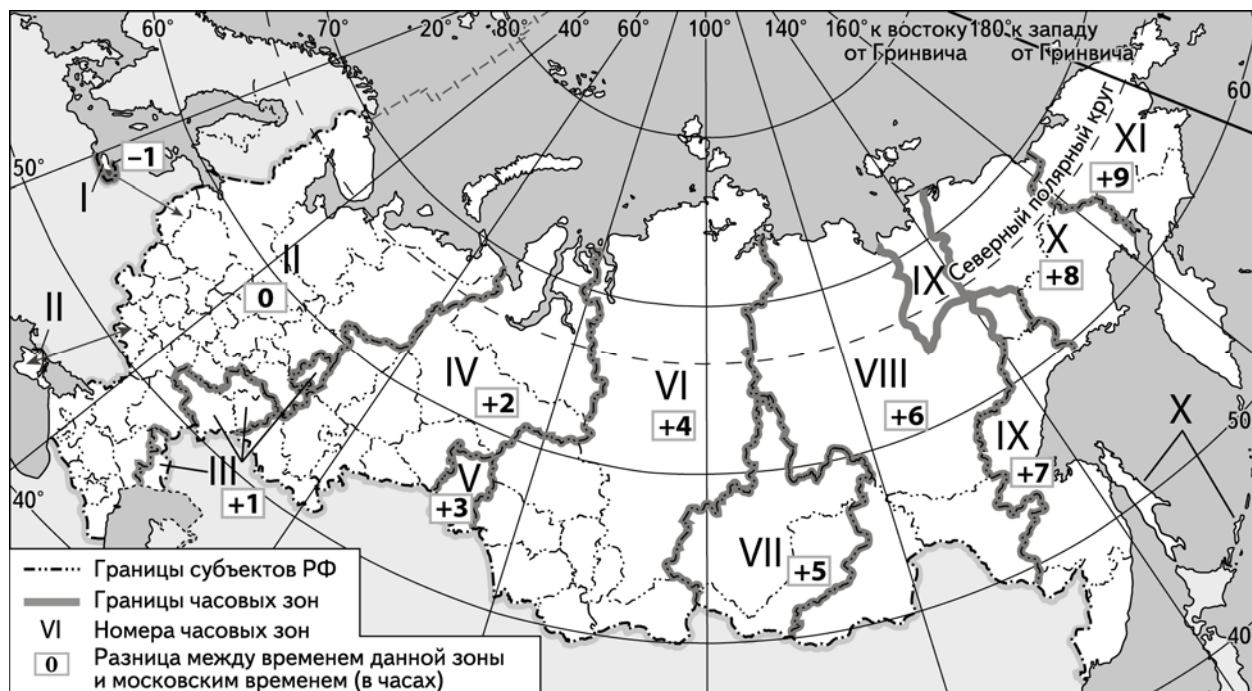 60° 70° 20° 80° 60° 100° 140° 160° к востоку 180° к западу
от Гринвича от Гринвича
60°
Северный полярный круг
50°
40°
–1
I
II
0
II
III
+1
IV
+2
V
+3
VI
+4
VII
+5
VIII
+6
IX
IX
+7
X
+8
XI
+9
X
50°
40°
Границы субъектов РФ
Границы часовых зон
VI Номера часовых зон
0 Разница между временем данной зоны
и московским временем (в часах)